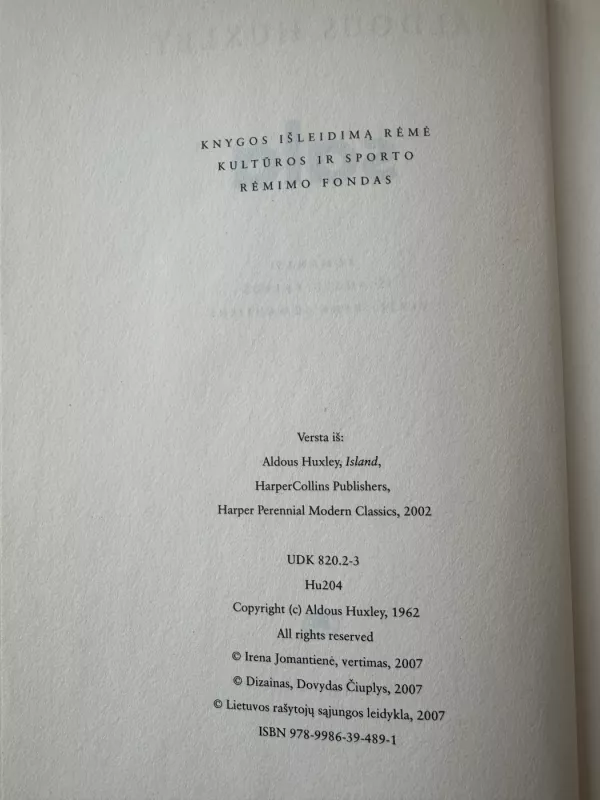 KNYGOS IŠLEIDIMĄ RĖMĖ
KULTŪROS IR SPORTO
RĖMIMO FONDAS
Versta iš:
Aldous Huxley, Island,
HarperCollins Publishers,
Harper Perennial Modern Classics, 2002
UDK 820.2-3
Hu204
Copyright (c) Aldous Huxley, 1962
All rights reserved
© Irena Jomantienė, vertimas, 2007
© Dizainas, Dovydas Čiuplys, 2007
© Lietuvos rašytojų sąjungos leidykla, 2007
ISBN 978-9986-39-489-1